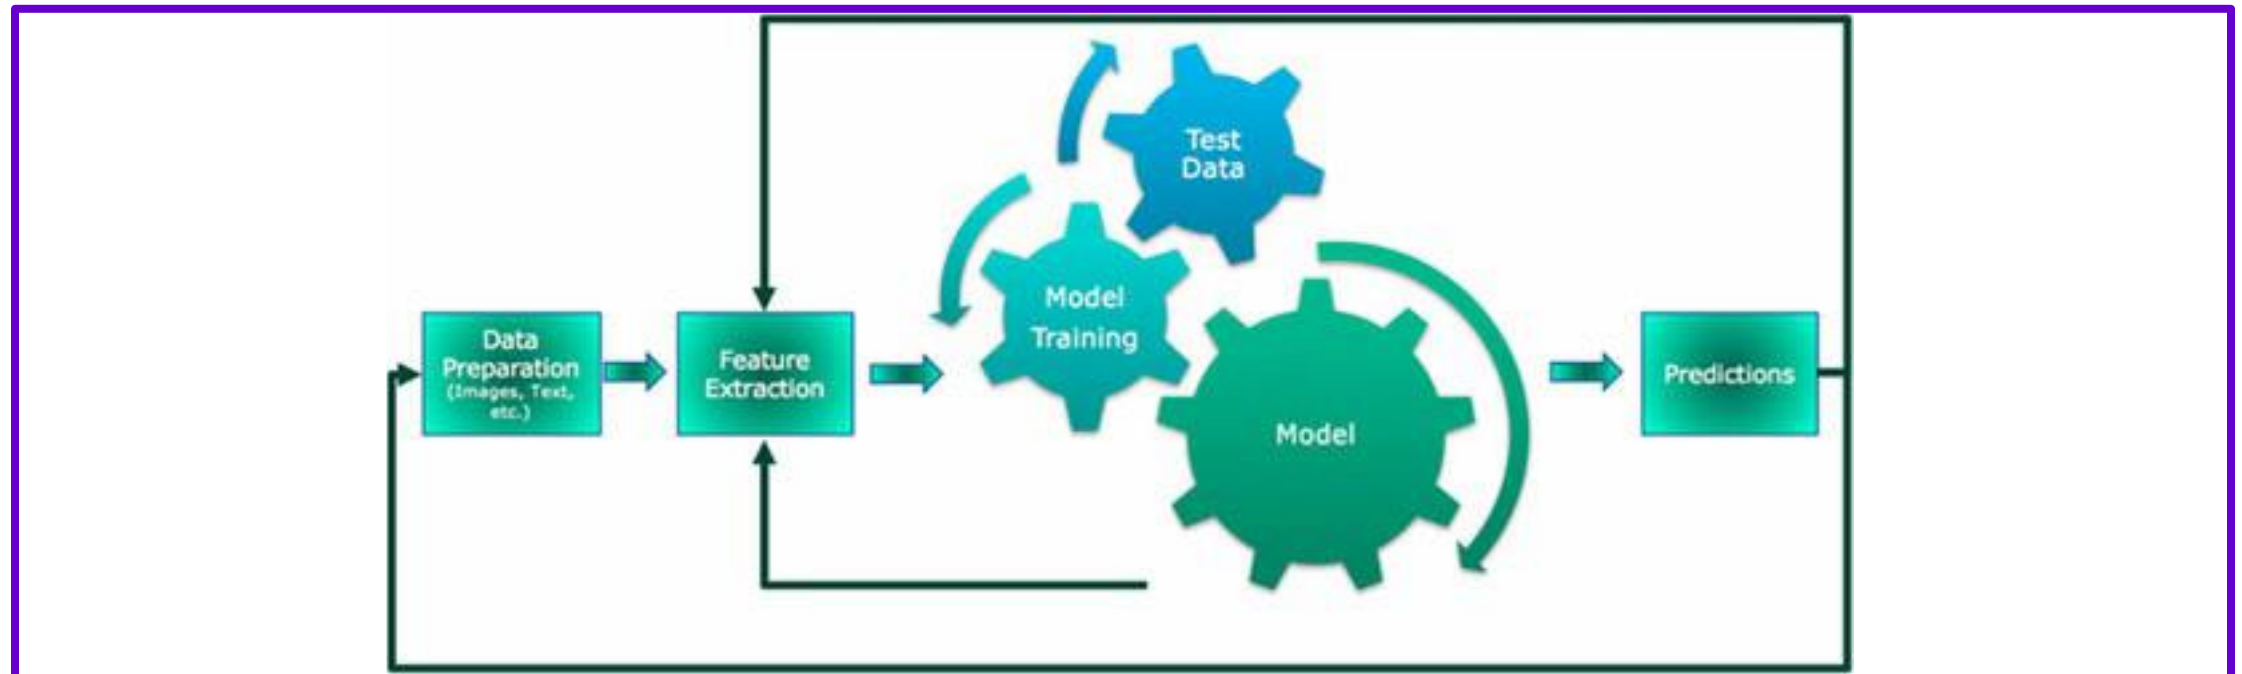 Test
Data
Model
Training
Data
Preparation
(Images, Text,
etc.)
Feature
Extraction
Predictions
Model